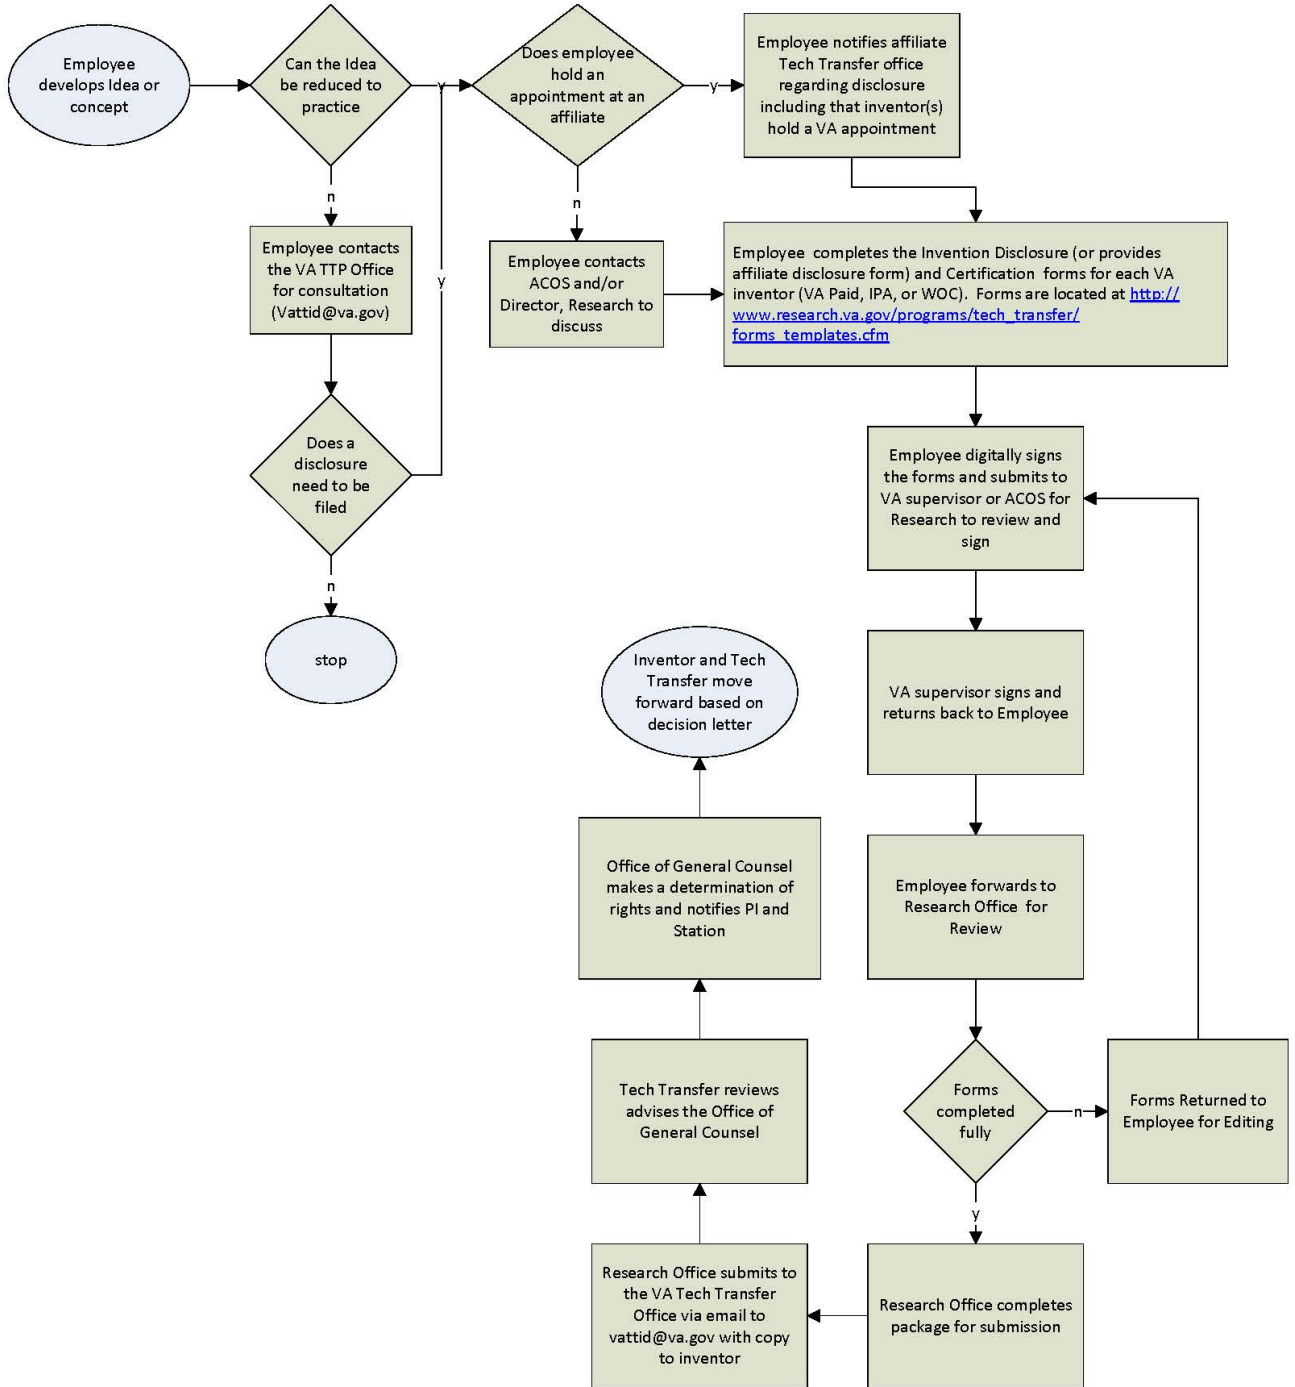 Employee
develops Idea or
concept
Can the Idea
be reduced to
practice
y
Does employee
hold an
appointment at an
affiliate
y
Employee notifies affiliate
Tech Transfer office
regarding disclosure
including that inventor(s)
hold a VA appointment
n
Employee contacts
the VA TTP Office
for consultation
(Vattid@va.gov)
y
n
Employee contacts
ACOS and/or
Director, Research to
discuss
Employee completes the Invention Disclosure (or provides
affiliate disclosure form) and Certification forms for each VA
inventor (VA Paid, IPA, or WOC). Forms are located at http://
www.research.va.gov/programs/tech_transfer/
forms_templates.cfm
Does a
disclosure
need to be
filed
n
stop
Employee digitally signs
the forms and submits to
VA supervisor or ACOS for
Research to review and
sign
VA supervisor signs and
returns back to Employee
Employee forwards to
Research Office for
Review
Forms
completed
fully
n
Forms Returned to
Employee for Editing
y
Research Office completes
package for submission
Research Office submits to
the VA Tech Transfer
Office via email to
vattid@va.gov with copy
to inventor
Tech Transfer reviews
advises the Office of
General Counsel
Office of General Counsel
makes a determination of
rights and notifies PI and
Station
Inventor and Tech
Transfer move
forward based on
decision letter